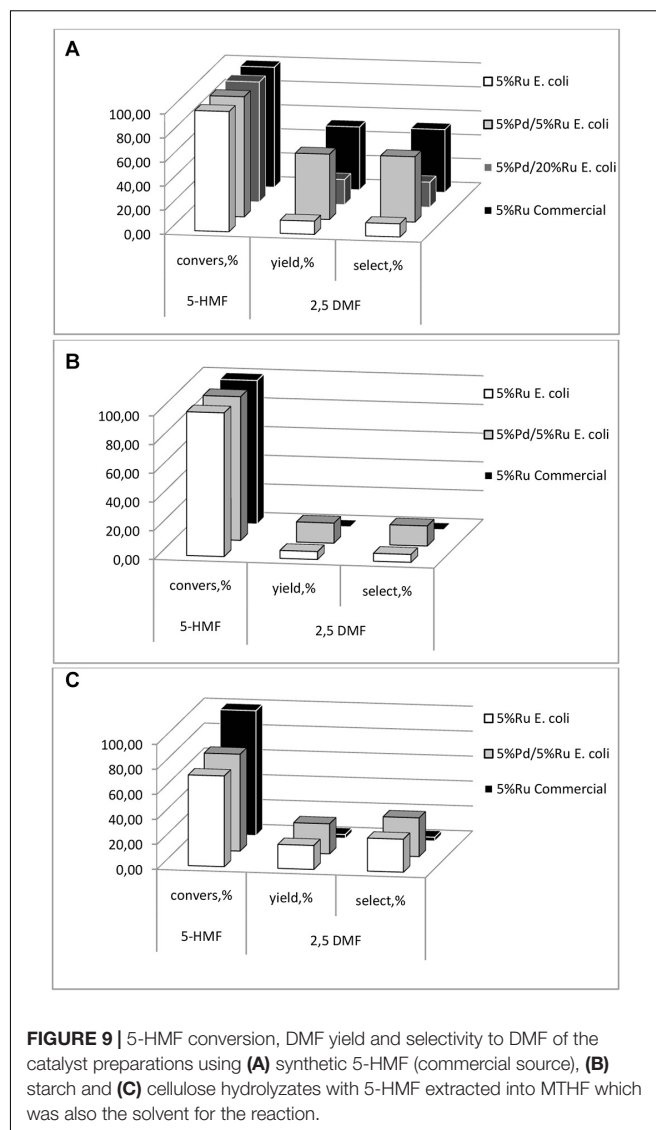 A
100,00
80,00
60,00
40,00
20,00
0,00
convers,%
yield,%
select,%
5-HMF
2,5 DMF
5%Ru E. coli
5%Pd/5%Ru E. coli
5%Pd/20%Ru E. coli
5%Ru Commercial
B
100,00
80,00
60,00
40,00
20,00
0,00
convers,%
yield,%
select,%
5-HMF
2,5 DMF
5%Ru E. coli
5%Pd/5%Ru E. coli
5%Ru Commercial
C
100,00
80,00
60,00
40,00
20,00
0,00
convers,%
yield,%
select,%
5-HMF
2,5 DMF
5%Ru E. coli
5%Pd/5%Ru E. coli
5%Ru Commercial
FIGURE 9 | 5-HMF conversion, DMF yield and selectivity to DMF of the
catalyst preparations using (A) synthetic 5-HMF (commercial source), (B)
starch and (C) cellulose hydrolyzates with 5-HMF extracted into MTHF which
was also the solvent for the reaction.